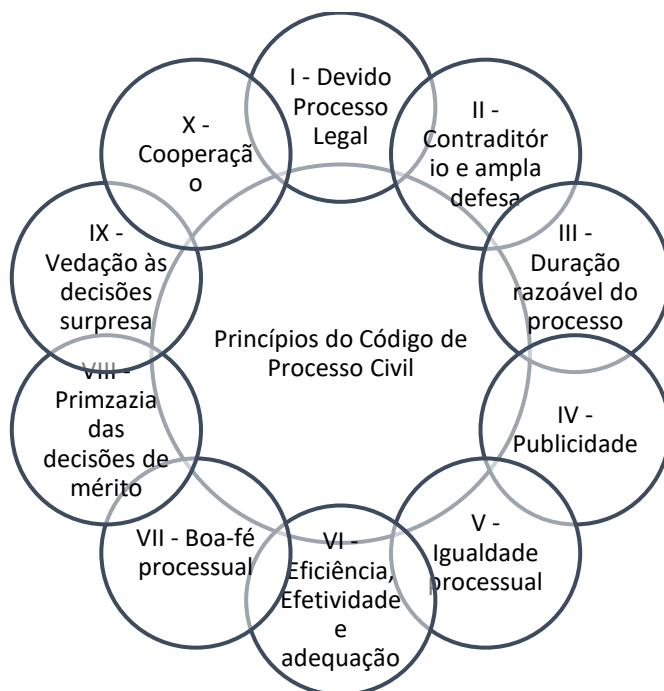 I - Devido
Processo
Legal
II -
Contraditór
io e ampla
defesa
III -
Duração
razoável do
processo
IV -
Publicidade
V -
Igualdade
processual
VI -
Eficiência,
Efetividade
e
adequação
VII - Boa-fé
processual
VIII -
Primzazia
das
decisões de
mérito
IX -
Vedação às
decisões
surpresa
X -
Cooperaçã
o
Princípios do Código de
Processo Civil